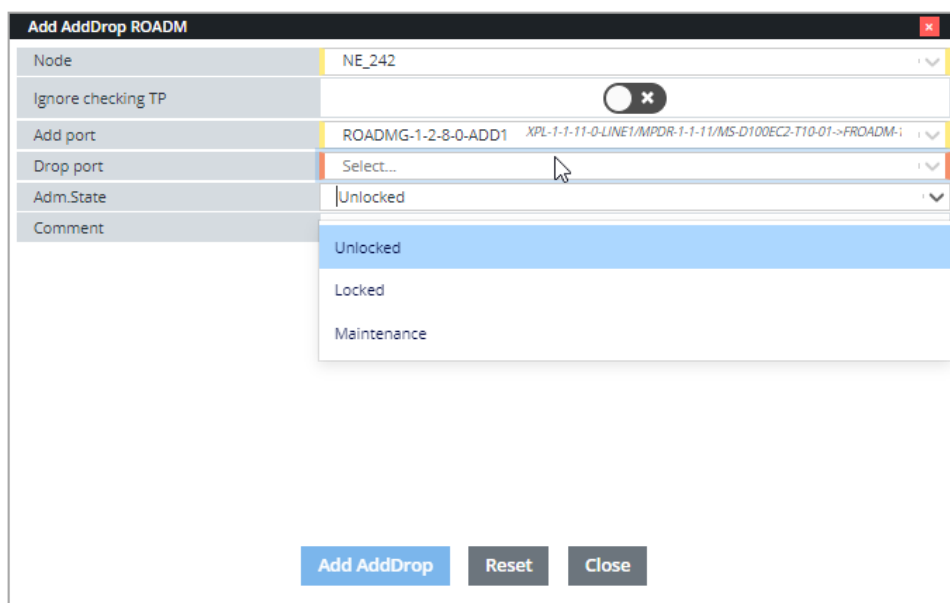 Add AddDrop ROADM
Node NE_242
Ignore checking TP
Add port ROADMG-1-2-8-0-ADD1 XPL-1-1-11-0-LINE1/MPDR-1-1-11/MS-D100EC2-T10-01->FROADM-
Drop port Select...
Adm.State Unlocked
Comment
Unlocked
Locked
Maintenance
Add AddDrop Reset Close